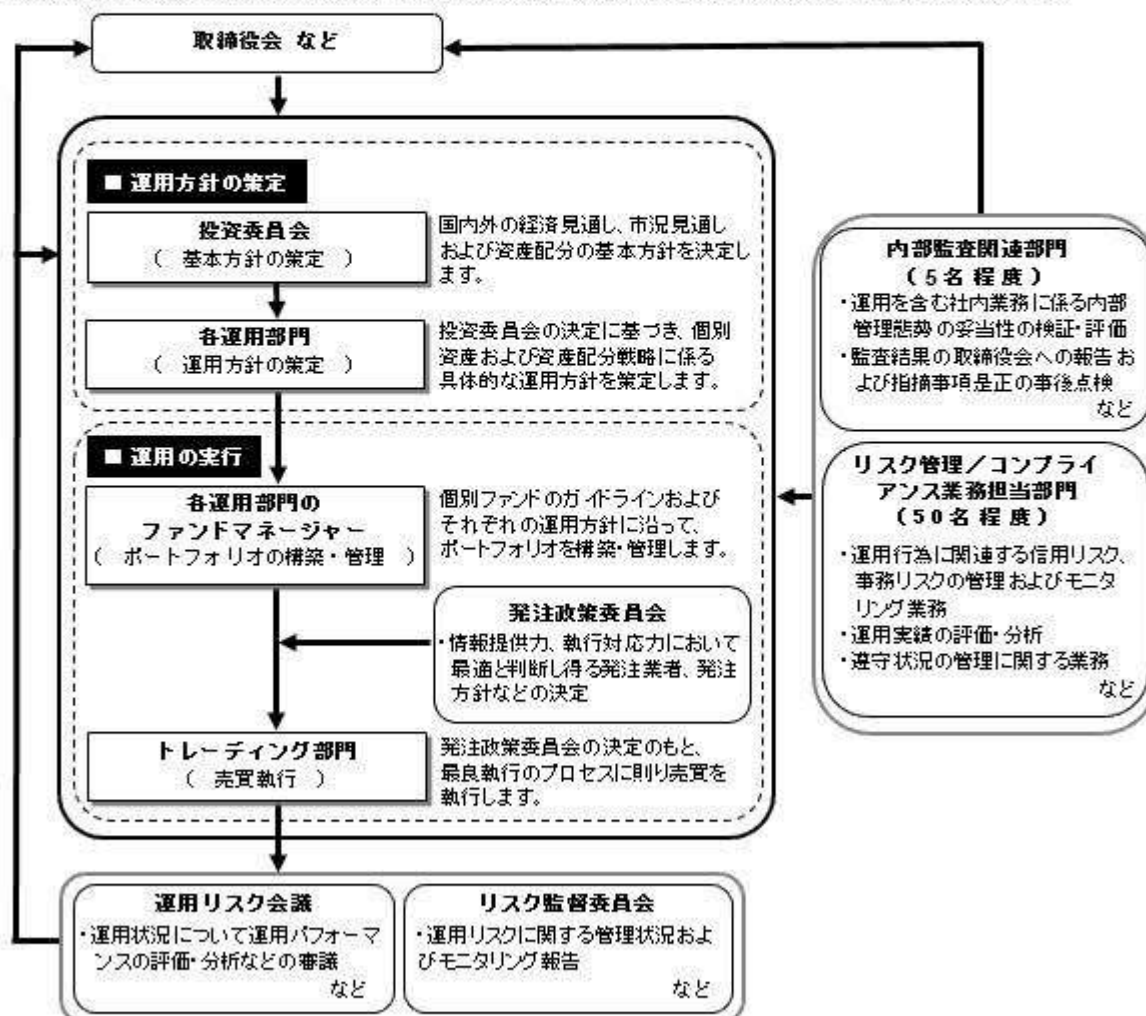 取締役会 など
■ 運用方針の策定
投資委員会
( 基本方針の策定 )
国内外の経済見通し、市況見通し
および資産配分の基本方針を決定し
ます。
各運用部門
( 運用方針の策定 )
投資委員会の決定に基づき、個別
資産および資産配分戦略に係る
具体的な運用方針を策定します。
■ 運用の実行
各運用部門の
ファンドマネージャー
( ポートフォリオの構築・管理 )
個別ファンドのガイドラインおよび
それぞれの運用方針に沿って、
ポートフォリオを構築・管理します。
発注政策委員会
・情報提供力、執行対応力において
最適と判断し得る発注業者、発注
方針などの決定
トレーディング部門
( 売買執行 )
発注政策委員会の決定のもと、
最良執行のプロセスに則り売買を
執行します。
運用リスク会議
・運用状況について運用パフォーマ
ンスの評価・分析などの審議
など
リスク監督委員会
・運用リスクに関する管理状況およ
びモニタリング報告
など
内部監査関連部門
(5名程度)
・運用を含む社内業務に係る内部
管理態勢の妥当性の検証・評価
・監査結果の取締役会への報告お
よび指摘事項是正の事後点検
など
リスク管理/コンプライ
アンス業務担当部門
(50名程度)
・運用行為に関連する信用リスク、
事務リスクの管理およびモニタ
リング業務
・運用実績の評価・分析
・遵守状況の管理に関する業務
など